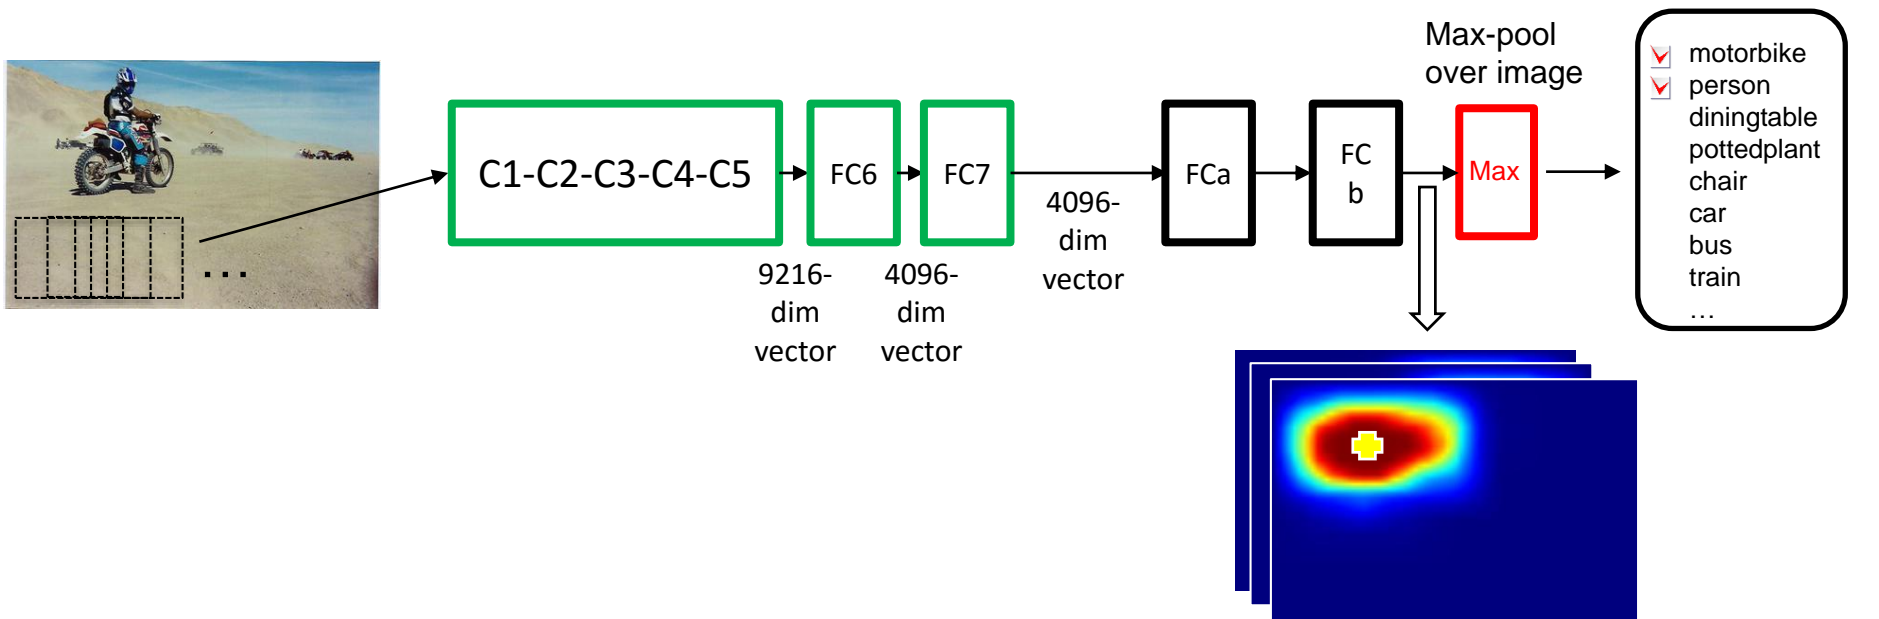 Max-pool
over image
C1-C2-C3-C4-C5
FC6
FC7
FCa
FC
b
Max
9216-
dim
vector
4096-
dim
vector
4096-
dim
vector
...
motorbike
person
diningtable
pottedplant
chair
car
bus
train
…